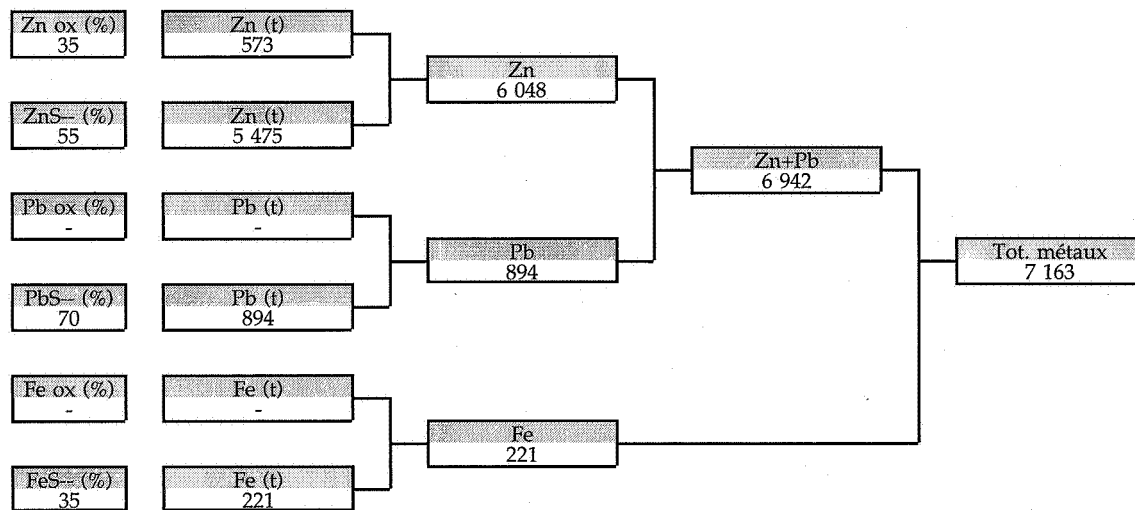 Zn ox (%)
35
Zn (t)
573
Zn
6 048
ZnS-- (%)
55
Zn (t)
5 475
Zn+Pb
6 942
Pb ox (%)
-
Pb (t)
-
Pb
894
Tot. métaux
7 163
PbS-- (%)
70
Pb (t)
894
Fe ox (%)
-
Fe (t)
-
Fe
221
FeS-- (%)
35
Fe (t)
221